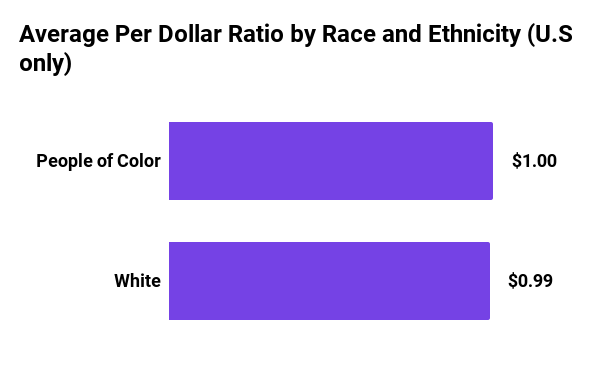 Average Per Dollar Ratio by Race and Ethnicity (U.S
only)
People of Color $1.00
White $0.99